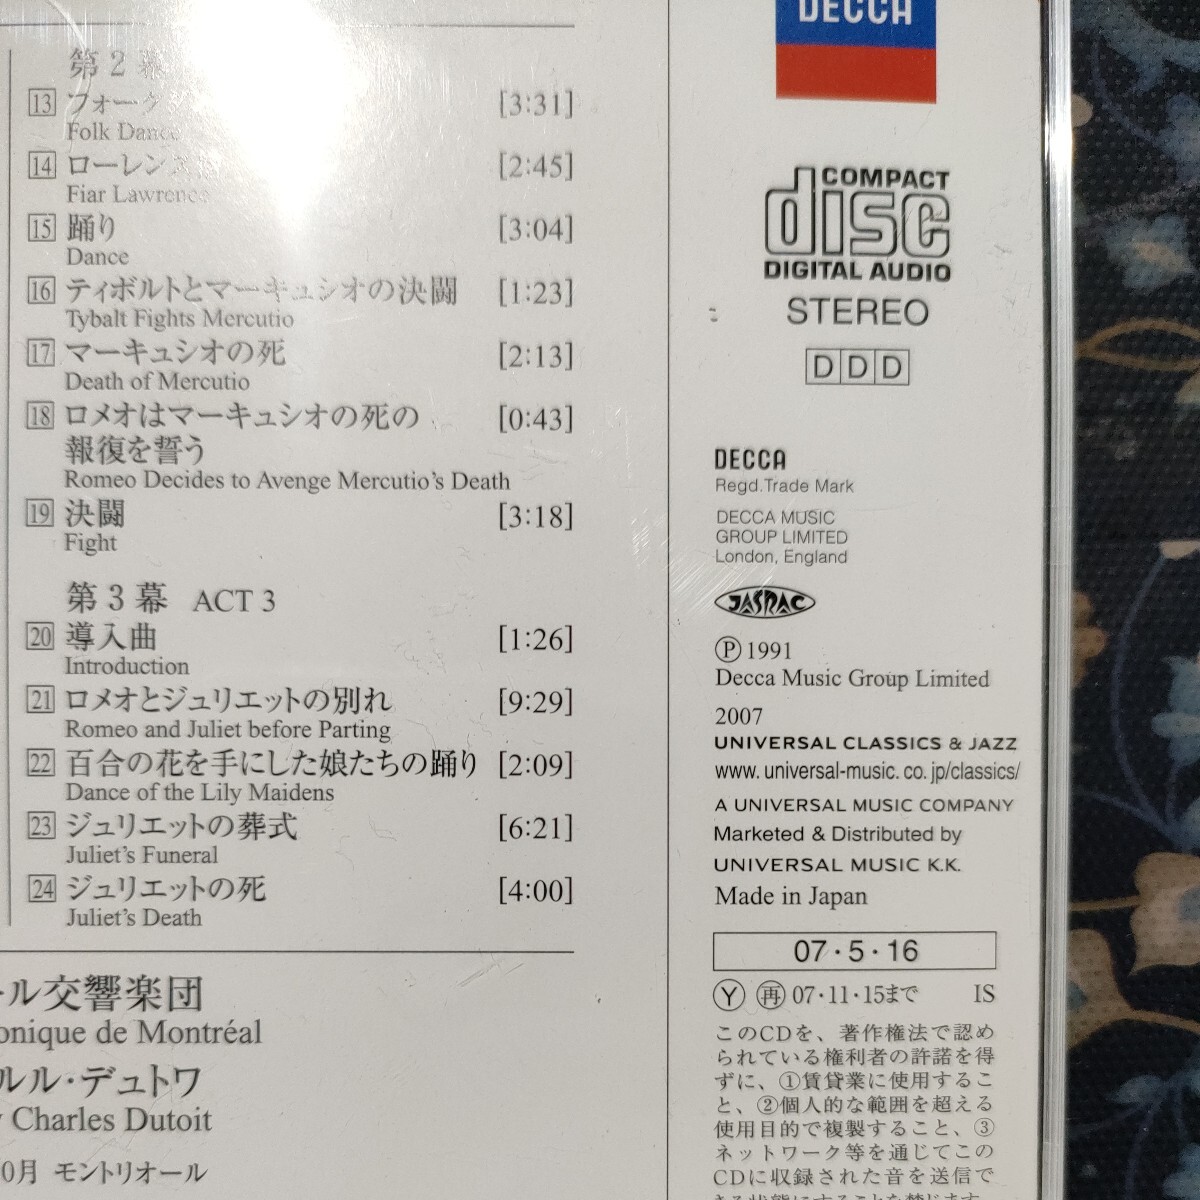 第2幕
13 フォーク
[3:31]
Folk Dance
14 ローレンス
[2:45]
Fiar Lawrence
15 踊り [3:04]
Dance
16 ティボルトとマーキュシオの決闘 [1:23]
Tybalt Fights Mercutio
17 マーキュシオの死 [2:13]
Death of Mercutio
18 ロメオはマーキュシオの死の [0:43]
報復を誓う
Romeo Decides to Avenge Mercutio's Death
19 決闘 [3:18]
Fight
第3幕 ACT 3
20 導入曲 [1:26]
Introduction
21 ロメオとジュリエットの別れ [9:29]
Romeo and Juliet before Parting
22 百合の花を手にした娘たちの踊り [2:09]
Dance of the Lily Maidens
23 ジュリエットの葬式 [6:21]
Juliet's Funeral
24 ジュリエットの死 [4:00]
Juliet's Death
ール交響楽団
onique de Montréal
ルル・デュトワ
y Charles Dutoit
0月 モントリオール
DECCA
COMPACT
disc
DIGITAL AUDIO
STEREO
DDD
DECCA
Regd. Trade Mark
DECCA MUSIC
GROUP LIMITED
London, England
JASRAC
Ⓟ 1991
Decca Music Group Limited
2007
UNIVERSAL CLASSICS & JAZZ
www. universal-music. co. jp/classics/
A UNIVERSAL MUSIC COMPANY
Marketed & Distributed by
UNIVERSAL MUSIC K.K.
Made in Japan
07・5・16
Ⓨ 再 07・11・15まで IS
このCDを、著作権法で認め
られている権利者の許諾を得
ずに、①賃貸業に使用するこ
と、②個人的な範囲を超える
使用目的で複製すること、③
ネットワーク等を通じてこの
CDに収録された音を送信で
きる状態にすることを禁じます。